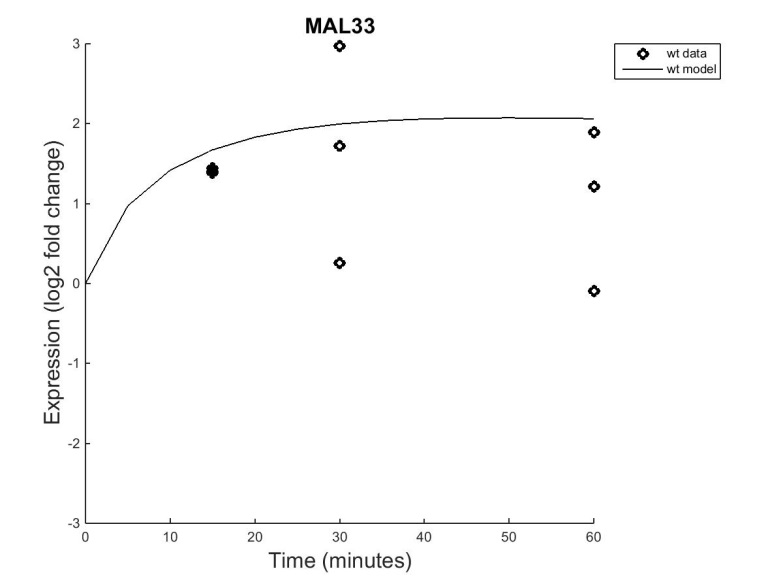 MAL33
wt data
wt model
Expression (log2 fold change)
3
2
1
0
-1
-2
-3
0 10 20 30 40 50 60
Time (minutes)